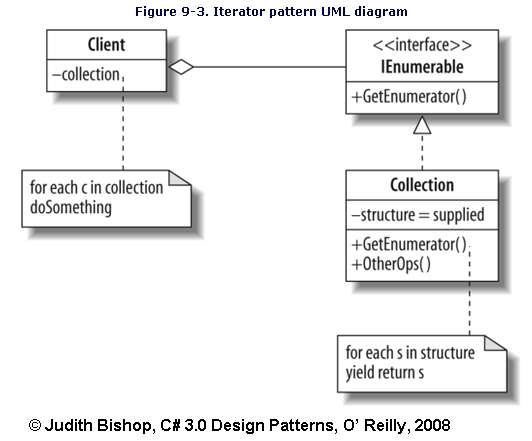 Figure 9-3. Iterator pattern UML diagram
Client
–collection
for each c in collection
doSomething
<<interface>>
IEnumerable
+GetEnumerator()
Collection
–structure = supplied
+GetEnumerator()
+OtherOps()
for each s in structure
yield return s
© Judith Bishop, C# 3.0 Design Patterns, O’ Reilly, 2008